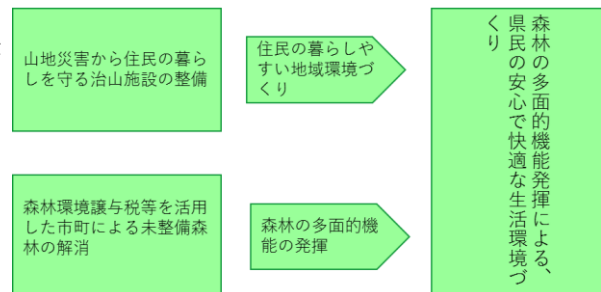 山地災害から住民の暮ら
しを守る治山施設の整備
住民の暮らしや
すい地域環境づ
くり
森林環境譲与税等を活用
した市町による未整備森
林の解消
森林の多面的機
能の発揮
森林の多面的機能発揮による、
県民の安心で快適な生活環境づ
くり